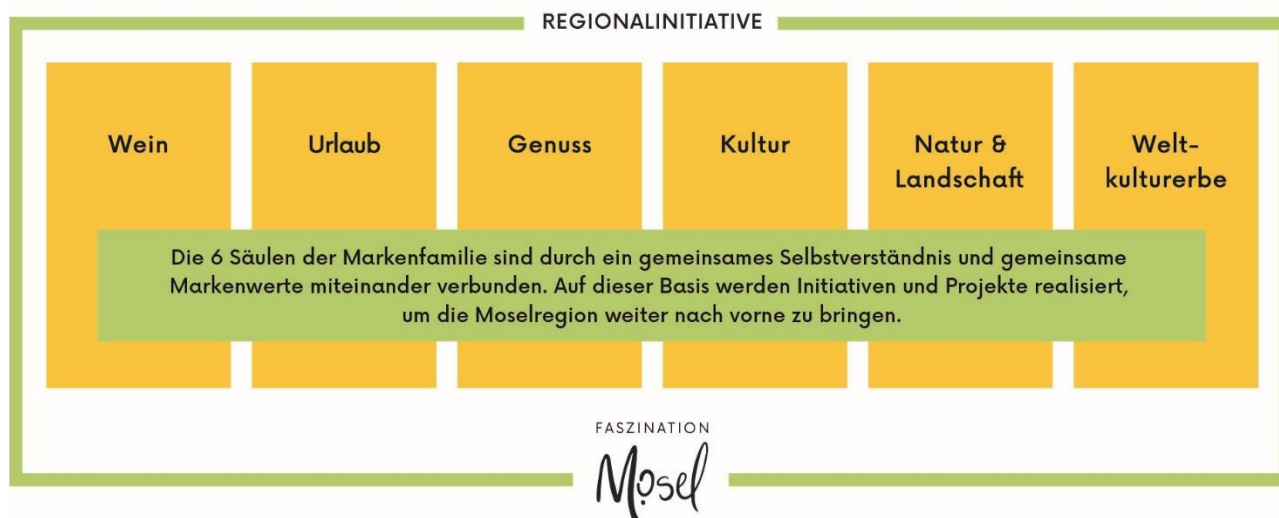 REGIONALINITIATIVE
Wein
Urlaub
Genuss
Kultur
Natur &
Landschaft
Welt-
kulturerbe
Die 6 Säulen der Markenfamilie sind durch ein gemeinsames Selbstverständnis und gemeinsame
Markenwerte miteinander verbunden. Auf dieser Basis werden Initiativen und Projekte realisiert,
um die Moselregion weiter nach vorne zu bringen.
FASZINATION
Mosel